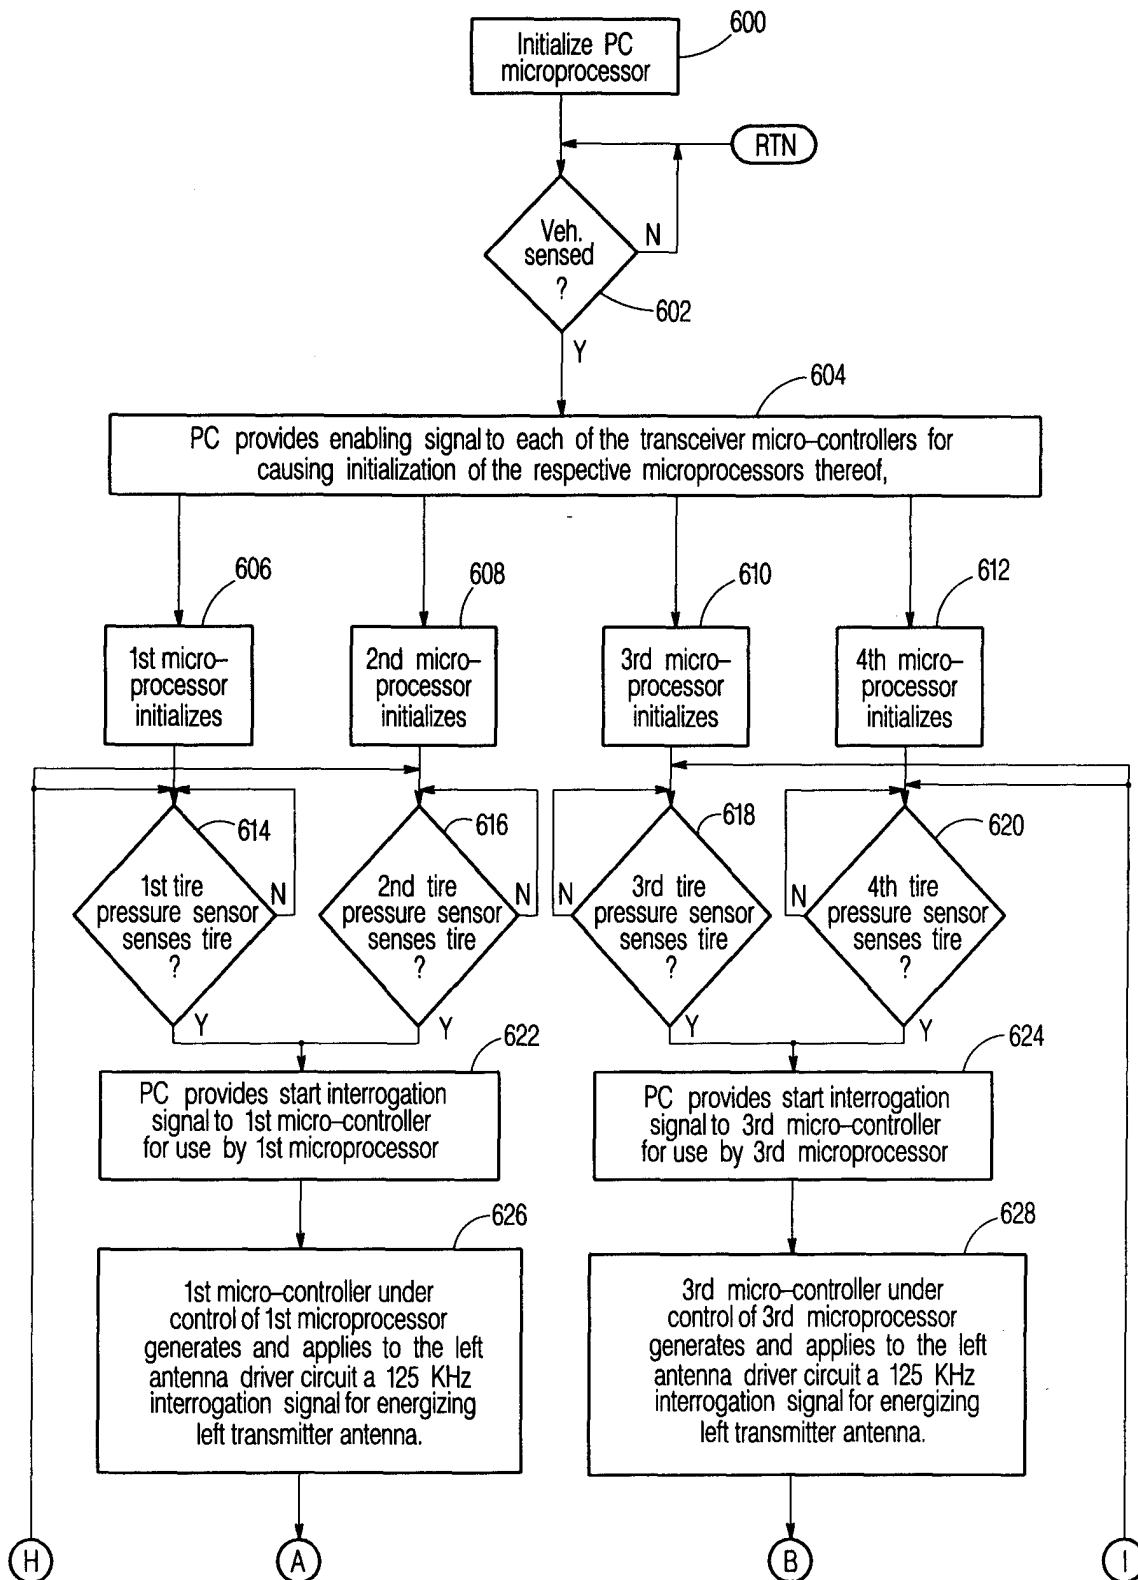 600
Initialize PC
microprocessor
RTN
Veh.
sensed
?
N
602
Y
604
PC provides enabling signal to each of the transceiver micro-controllers for
causing initialization of the respective microprocessors thereof,
606
608
610
612
1st micro-
processor
initializes
2nd micro-
processor
initializes
3rd micro-
processor
initializes
4th micro-
processor
initializes
614
616
618
620
1st tire
pressure sensor
senses tire
?
N
2nd tire
pressure sensor
senses tire
?
N
N
3rd tire
pressure sensor
senses tire
?
N
4th tire
pressure sensor
senses tire
?
Y
Y
Y
Y
622
624
PC provides start interrogation
signal to 1st micro-controller
for use by 1st microprocessor
PC provides start interrogation
signal to 3rd micro-controller
for use by 3rd microprocessor
626
628
1st micro-controller under
control of 1st microprocessor
generates and applies to the left
antenna driver circuit a 125 KHz
interrogation signal for energizing
left transmitter antenna.
3rd micro-controller under
control of 3rd microprocessor
generates and applies to the left
antenna driver circuit a 125 KHz
interrogation signal for energizing
left transmitter antenna.
H
A
B
I